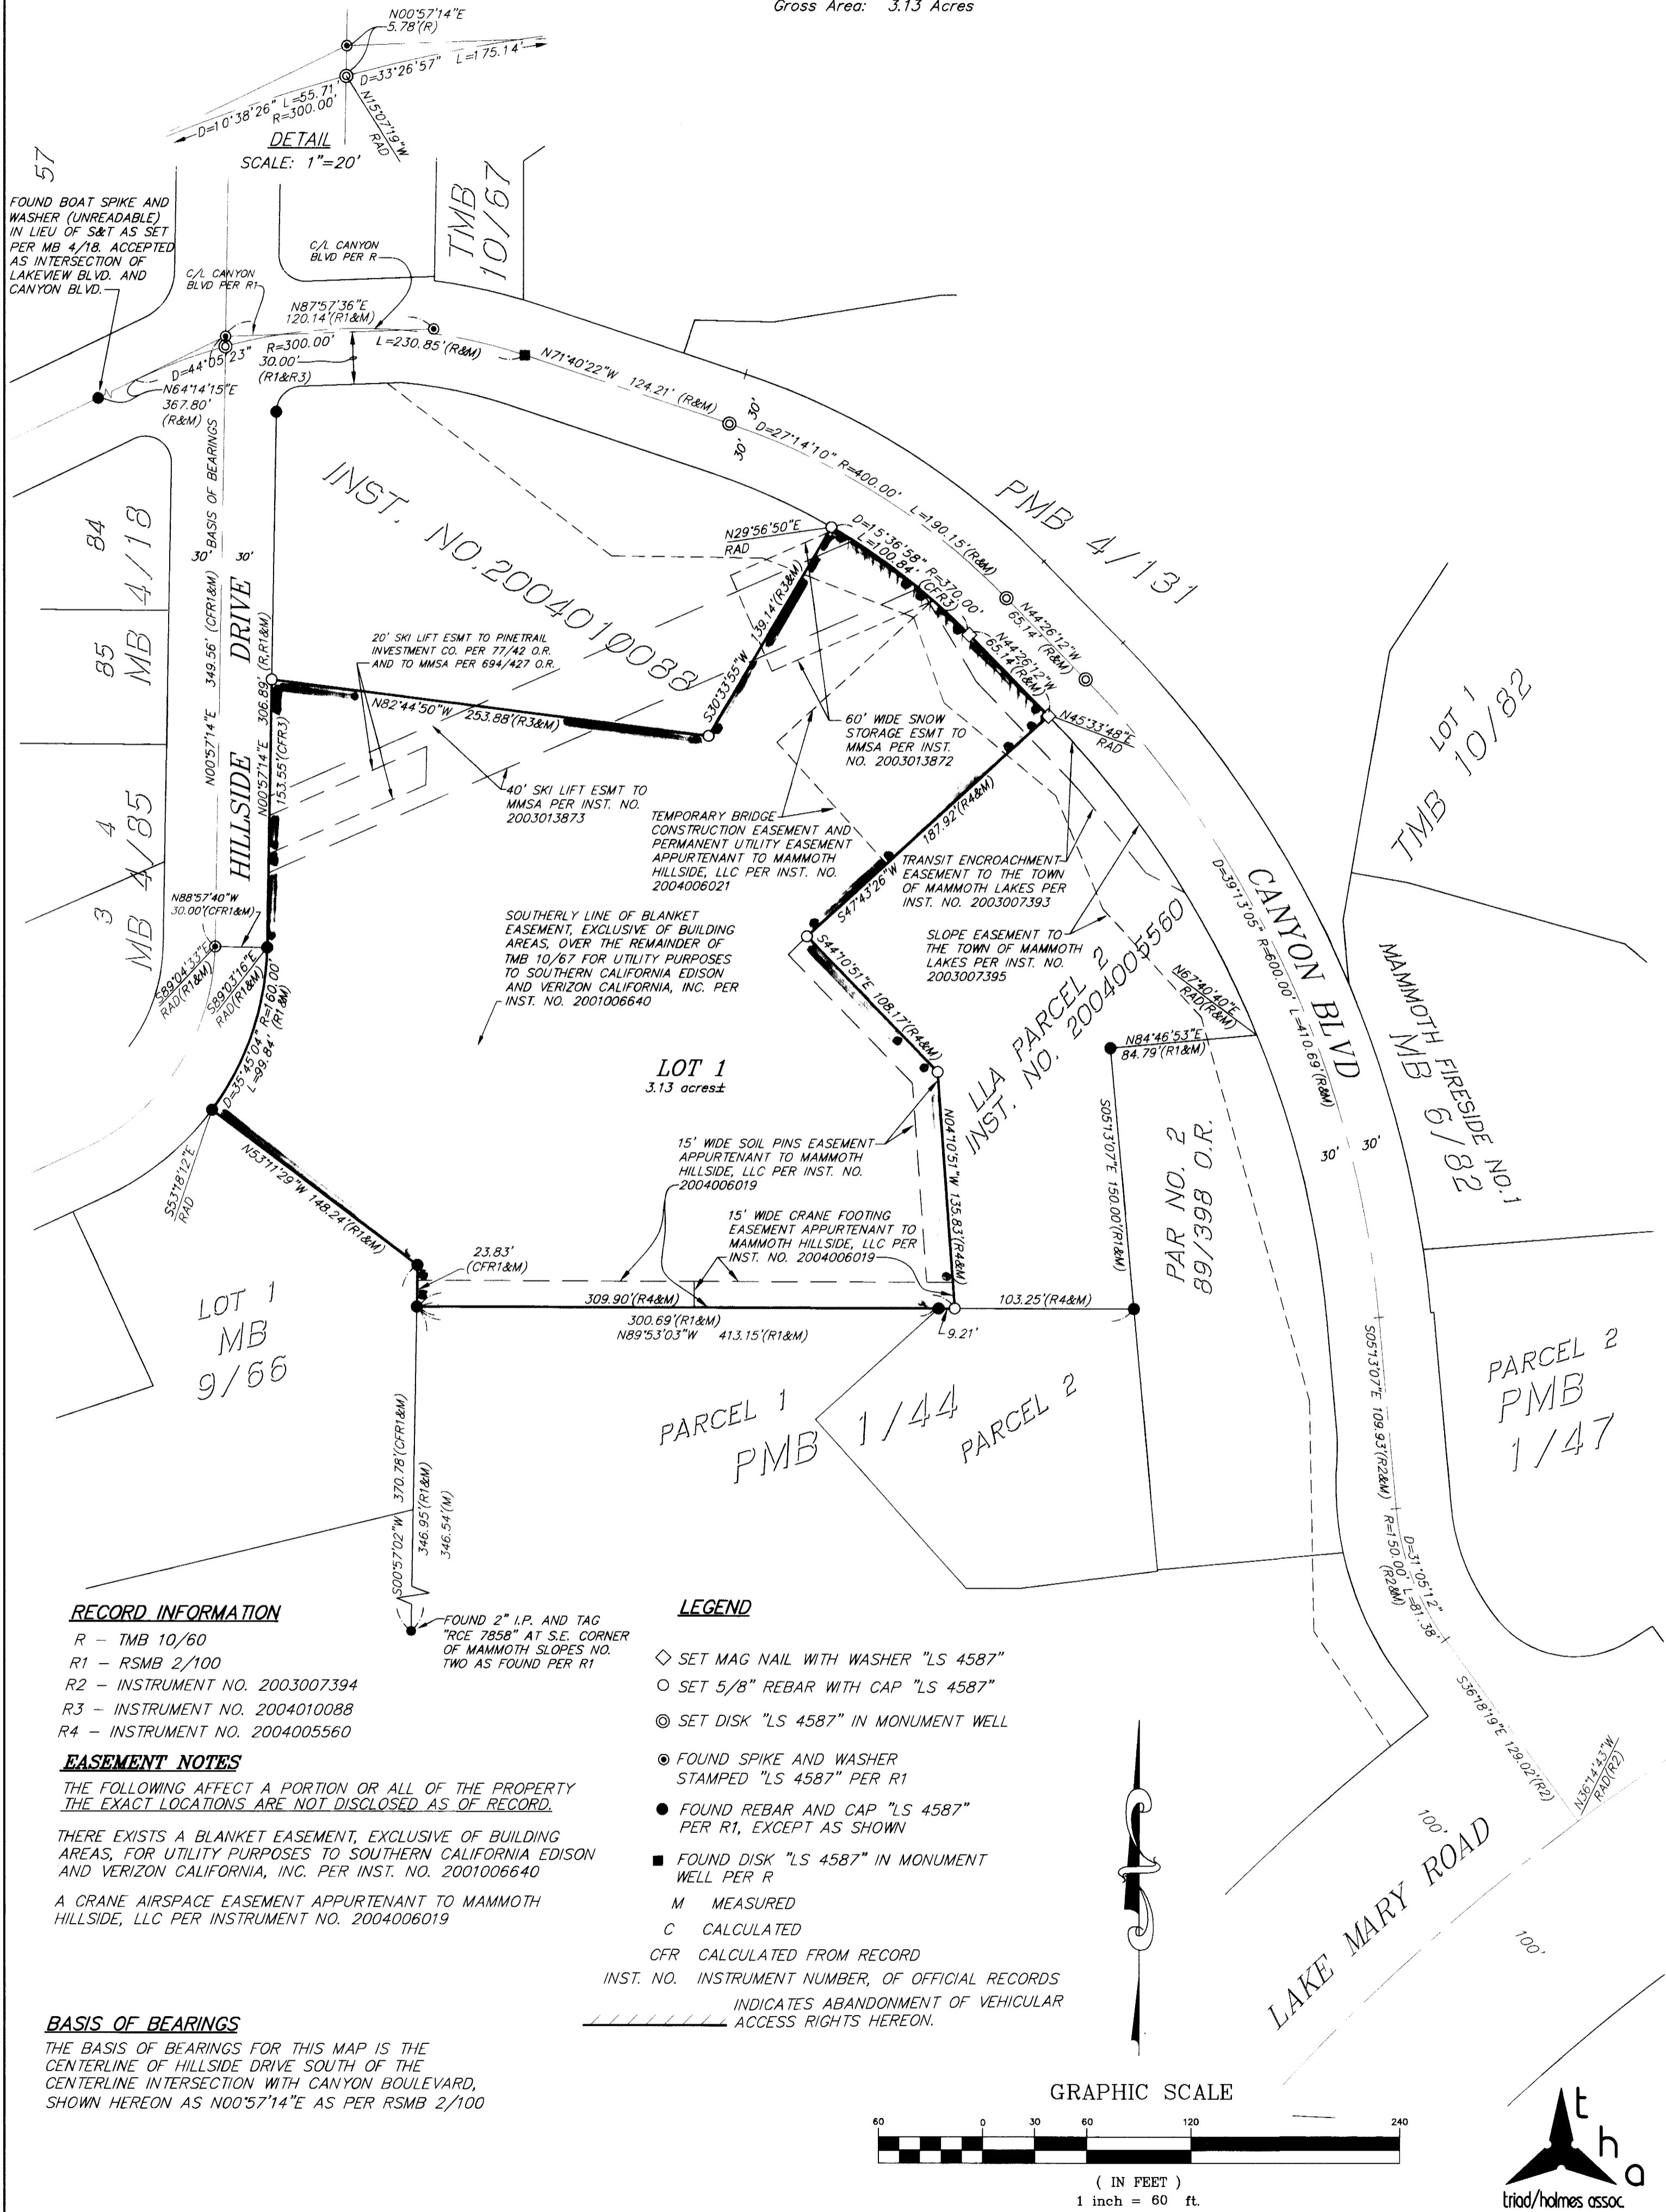 Gross Area: 3.13 Acres
N00°57'14"E
5.78'(R)
D=33°26'57" L=175.14'
D=10°38'26" L=55.71'
R=300.00'
N15°07'19"W
RAD
DETAIL
SCALE: 1"=20'
57
FOUND BOAT SPIKE AND
WASHER (UNREADABLE)
IN LIEU OF S&T AS SET
PER MB 4/18. ACCEPTED
AS INTERSECTION OF
LAKEVIEW BLVD. AND
CANYON BLVD.
C/L CANYON
BLVD PER R1
C/L CANYON
BLVD PER R
TMB
10/67
N87°57'36"E
120.14'(R1&M)
R=300.00'
L=230.85'(R&M)
D=44°05'23"
30.00'
(R1&R3)
N64°14'15"E
367.80'
(R&M)
N71°40'22"W 124.21' (R&M)
30'
30'
D=27°14'10" R=400.00' L=190.15'(R&M)
PMB 4/131
84
85
MB 4/18
3 4
MB 4/85
N00°57'14"E 349.56' (CFR1&M) BASIS OF BEARINGS
30' 30'
HILLSIDE DRIVE
N00°57'14"E 306.89' (R,R1&M)
153.55'(CFR3)
INST. NO.2004010088
N29°56'50"E
RAD
D=15°36'58" R=370.00'
L=100.84' (CFR3)
N44°26'12"W
65.14' (R&M)
N44°26'12"W
65.14'(R&M)
N45°33'48"E
RAD
S30°33'55"W 139.14'(R3&M)
20' SKI LIFT ESMT TO PINETRAIL
INVESTMENT CO. PER 77/42 O.R.
AND TO MMSA PER 694/427 O.R.
N82°44'50"W 253.88'(R3&M)
60' WIDE SNOW
STORAGE ESMT TO
MMSA PER INST.
NO. 2003013872
40' SKI LIFT ESMT TO
MMSA PER INST. NO.
2003013873
TEMPORARY BRIDGE
CONSTRUCTION EASEMENT AND
PERMANENT UTILITY EASEMENT
APPURTENANT TO MAMMOTH
HILLSIDE, LLC PER INST. NO.
2004006021
S47°43'26"W 187.92'(R4&M)
TRANSIT ENCROACHMENT
EASEMENT TO THE TOWN
OF MAMMOTH LAKES PER
INST. NO. 2003007393
SLOPE EASEMENT TO
THE TOWN OF MAMMOTH
LAKES PER INST. NO.
2003007395
LOT 1
TMB 10/82
CANYON BLVD
D=39°13'05" R=600.00' L=410.69'(R&M)
N88°57'40"W
30.00'(CFR1&M)
S89°04'33"E
RAD(R1&M)
S89°03'16"E
RAD(R1&M)
D=35°45'04" R=160.00'
L=99.84' (R1&M)
SOUTHERLY LINE OF BLANKET
EASEMENT, EXCLUSIVE OF BUILDING
AREAS, OVER THE REMAINDER OF
TMB 10/67 FOR UTILITY PURPOSES
TO SOUTHERN CALIFORNIA EDISON
AND VERIZON CALIFORNIA, INC. PER
INST. NO. 2001006640
S44°10'51"E 108.17'(R4&M)
LLA PARCEL 2
INST. NO. 2004005560
N67°40'40"E
RAD(R&M)
N84°46'53"E
84.79'(R1&M)
MAMMOTH FIRESIDE NO.1
MB 6/82
LOT 1
3.13 acres±
S53°18'12"E
RAD
N53°11'29"W 148.24'(R1&M)
15' WIDE SOIL PINS EASEMENT
APPURTENANT TO MAMMOTH
HILLSIDE, LLC PER INST. NO.
2004006019
15' WIDE CRANE FOOTING
EASEMENT APPURTENANT TO
MAMMOTH HILLSIDE, LLC PER
INST. NO. 2004006019
N04°10'51"W 135.83'(R4&M)
S05°13'07"E 150.00'(R1&M)
PAR NO. 2
89/398 O.R.
30' 30'
23.83'
(CFR1&M)
309.90'(R4&M)
103.25'(R4&M)
300.69'(R1&M)
N89°53'03"W 413.15'(R1&M)
9.21'
LOT 1
MB
9/66
PARCEL 1
PMB 1/44
PARCEL 2
PARCEL 2
PMB
1/47
S05°13'07"E 109.93'(R2&M)
D=31°05'12"
R=150.00' L=81.38'
(R2&M)
S36°18'19"E 129.02'(R2)
N36°14'43"W
RAD(R2)
S00°57'02"W 370.78'(CFR1&M)
346.95'(R1&M)
346.54'(M)
FOUND 2" I.P. AND TAG
"RCE 7858" AT S.E. CORNER
OF MAMMOTH SLOPES NO.
TWO AS FOUND PER R1
RECORD INFORMATION
R – TMB 10/60
R1 – RSMB 2/100
R2 – INSTRUMENT NO. 2003007394
R3 – INSTRUMENT NO. 2004010088
R4 – INSTRUMENT NO. 2004005560
EASEMENT NOTES
THE FOLLOWING AFFECT A PORTION OR ALL OF THE PROPERTY
THE EXACT LOCATIONS ARE NOT DISCLOSED AS OF RECORD.
THERE EXISTS A BLANKET EASEMENT, EXCLUSIVE OF BUILDING
AREAS, FOR UTILITY PURPOSES TO SOUTHERN CALIFORNIA EDISON
AND VERIZON CALIFORNIA, INC. PER INST. NO. 2001006640
A CRANE AIRSPACE EASEMENT APPURTENANT TO MAMMOTH
HILLSIDE, LLC PER INSTRUMENT NO. 2004006019
BASIS OF BEARINGS
THE BASIS OF BEARINGS FOR THIS MAP IS THE
CENTERLINE OF HILLSIDE DRIVE SOUTH OF THE
CENTERLINE INTERSECTION WITH CANYON BOULEVARD,
SHOWN HEREON AS N00°57'14"E AS PER RSMB 2/100
LEGEND
SET MAG NAIL WITH WASHER "LS 4587"
SET 5/8" REBAR WITH CAP "LS 4587"
SET DISK "LS 4587" IN MONUMENT WELL
FOUND SPIKE AND WASHER
STAMPED "LS 4587" PER R1
FOUND REBAR AND CAP "LS 4587"
PER R1, EXCEPT AS SHOWN
FOUND DISK "LS 4587" IN MONUMENT
WELL PER R
M MEASURED
C CALCULATED
CFR CALCULATED FROM RECORD
INST. NO. INSTRUMENT NUMBER, OF OFFICIAL RECORDS
INDICATES ABANDONMENT OF VEHICULAR
ACCESS RIGHTS HEREON.
100'
LAKE MARY ROAD
100'
GRAPHIC SCALE
60 0 30 60 120 240
( IN FEET )
1 inch = 60 ft.
t
h
a
triad/holmes assoc